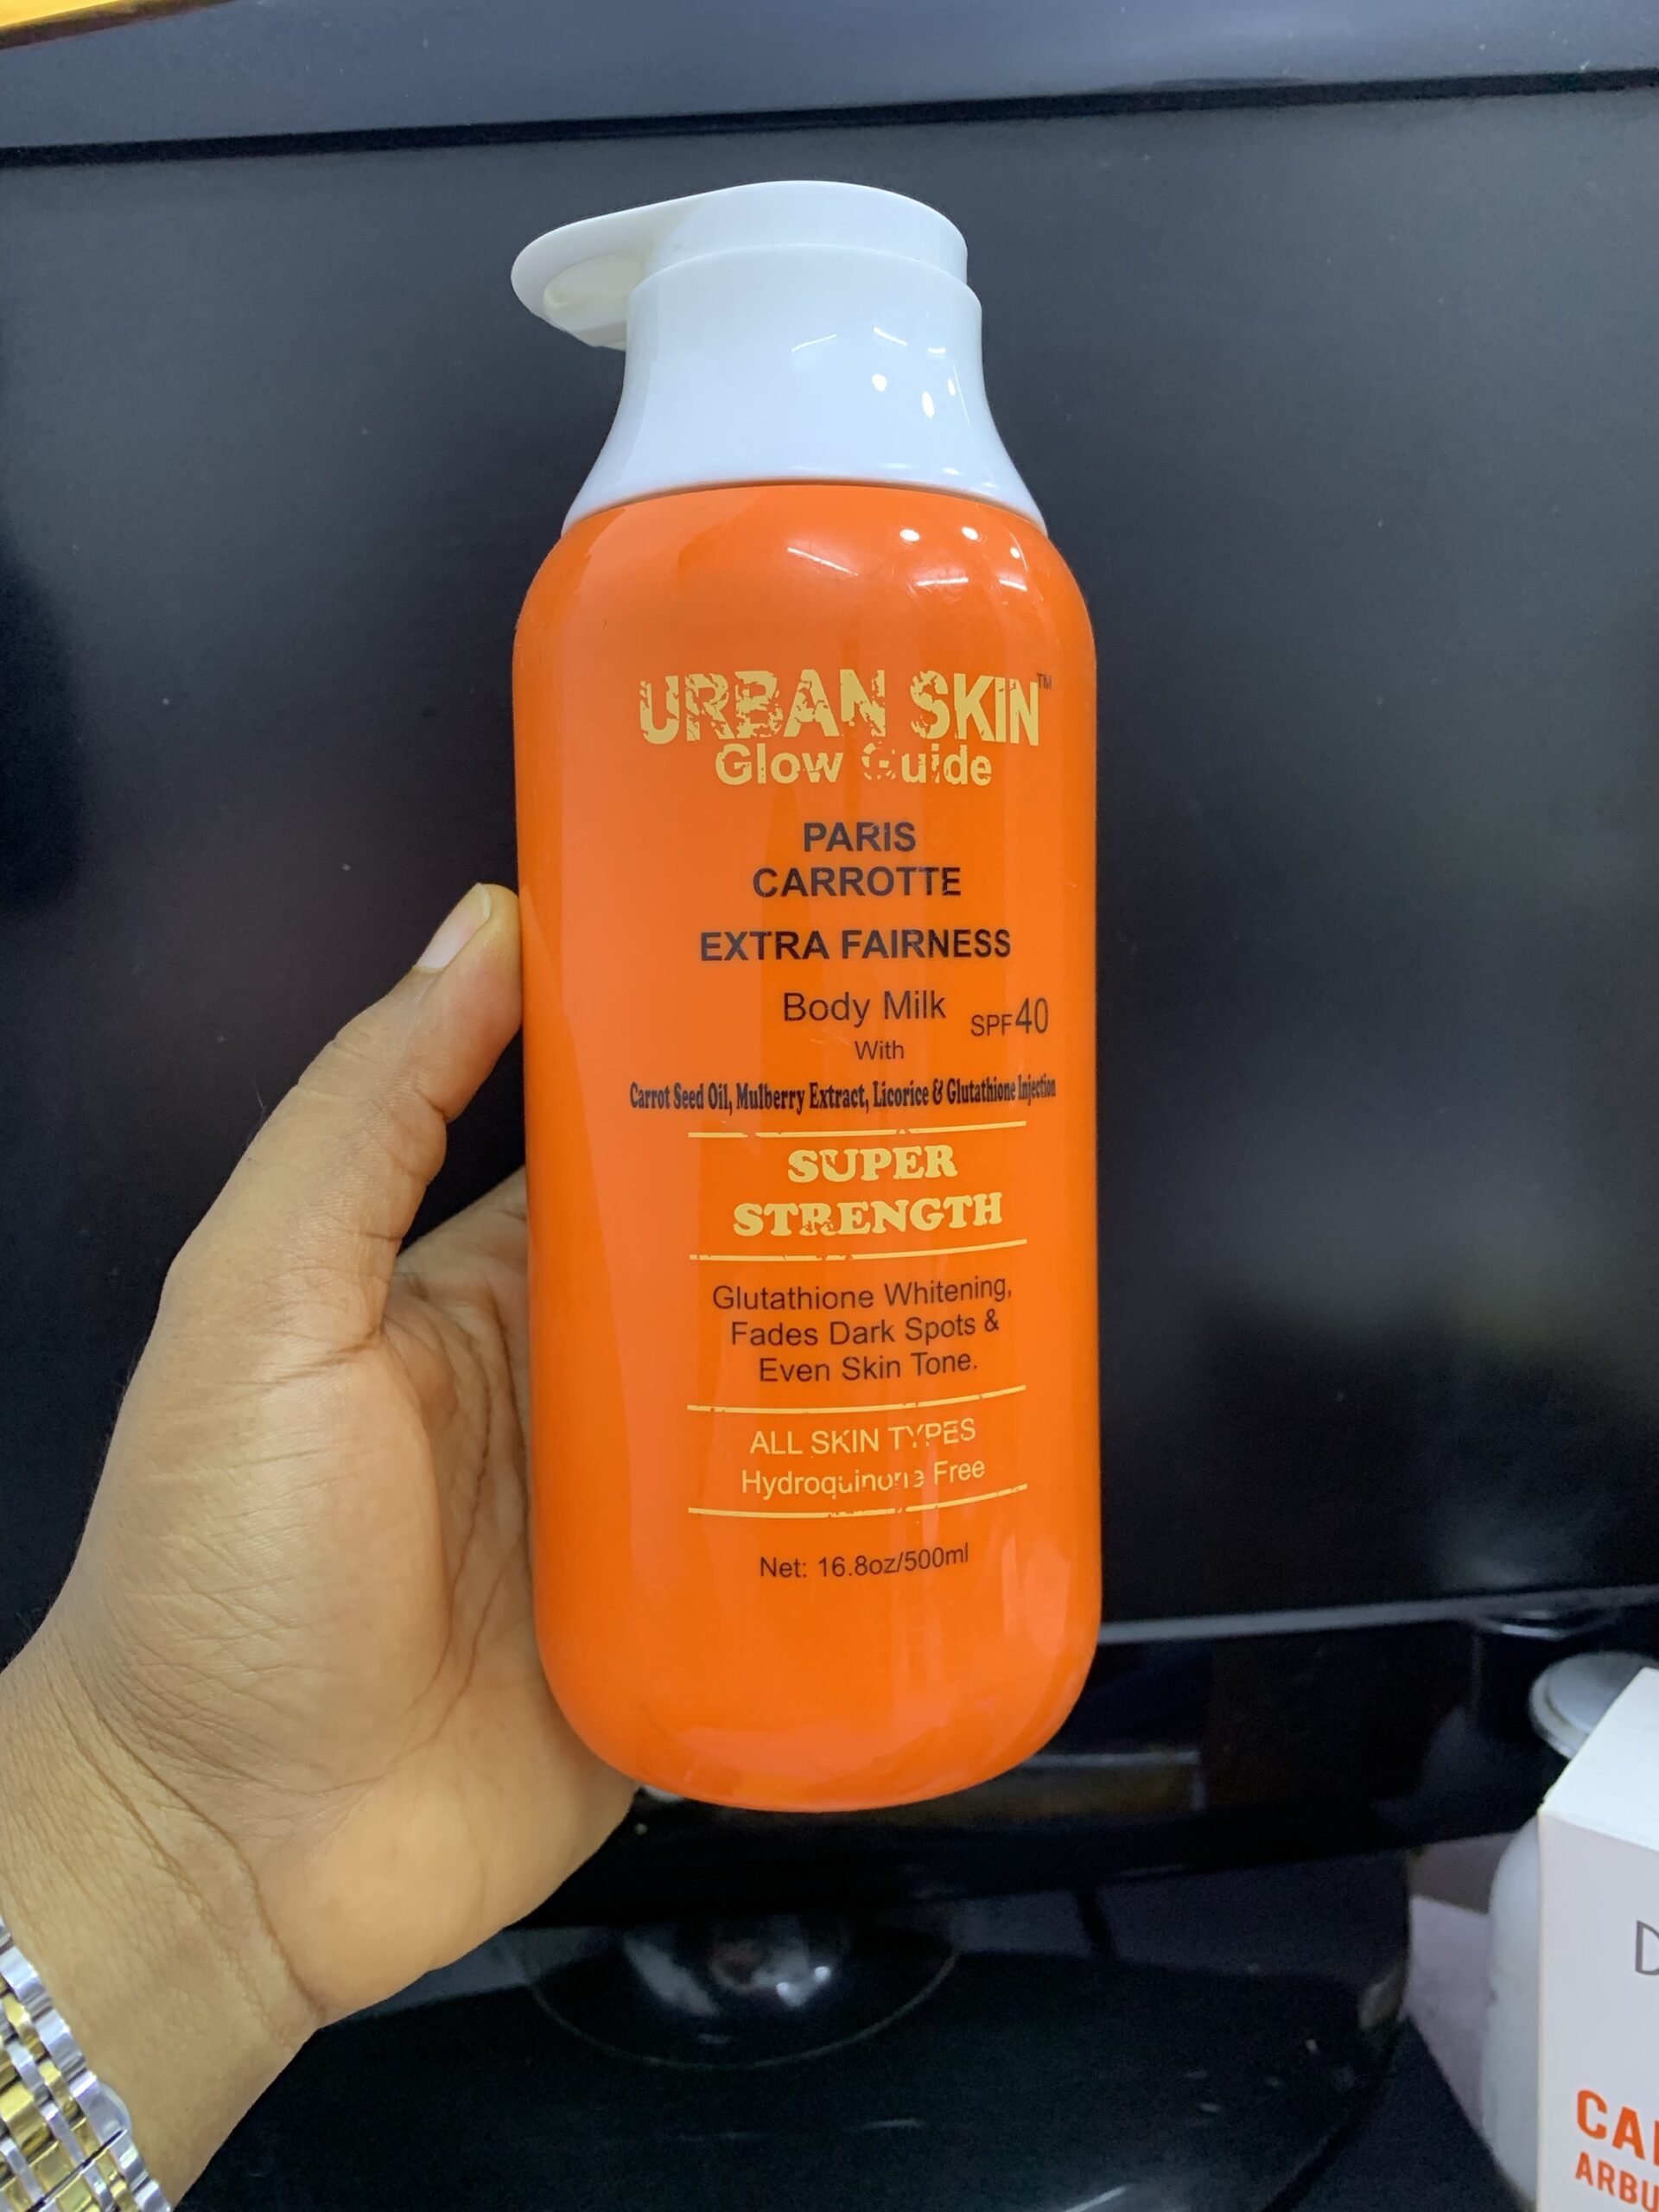 URBAN SKIN™
Glow Guide
PARIS
CARROTTE
EXTRA FAIRNESS
Body Milk SPF40
With
Carrot Seed Oil, Mulberry Extract, Licorice & Glutathione Injection
SUPER
STRENGTH
Glutathione Whitening,
Fades Dark Spots &
Even Skin Tone.
ALL SKIN TYPES
Hydroquinone Free
Net: 16.8oz/500ml